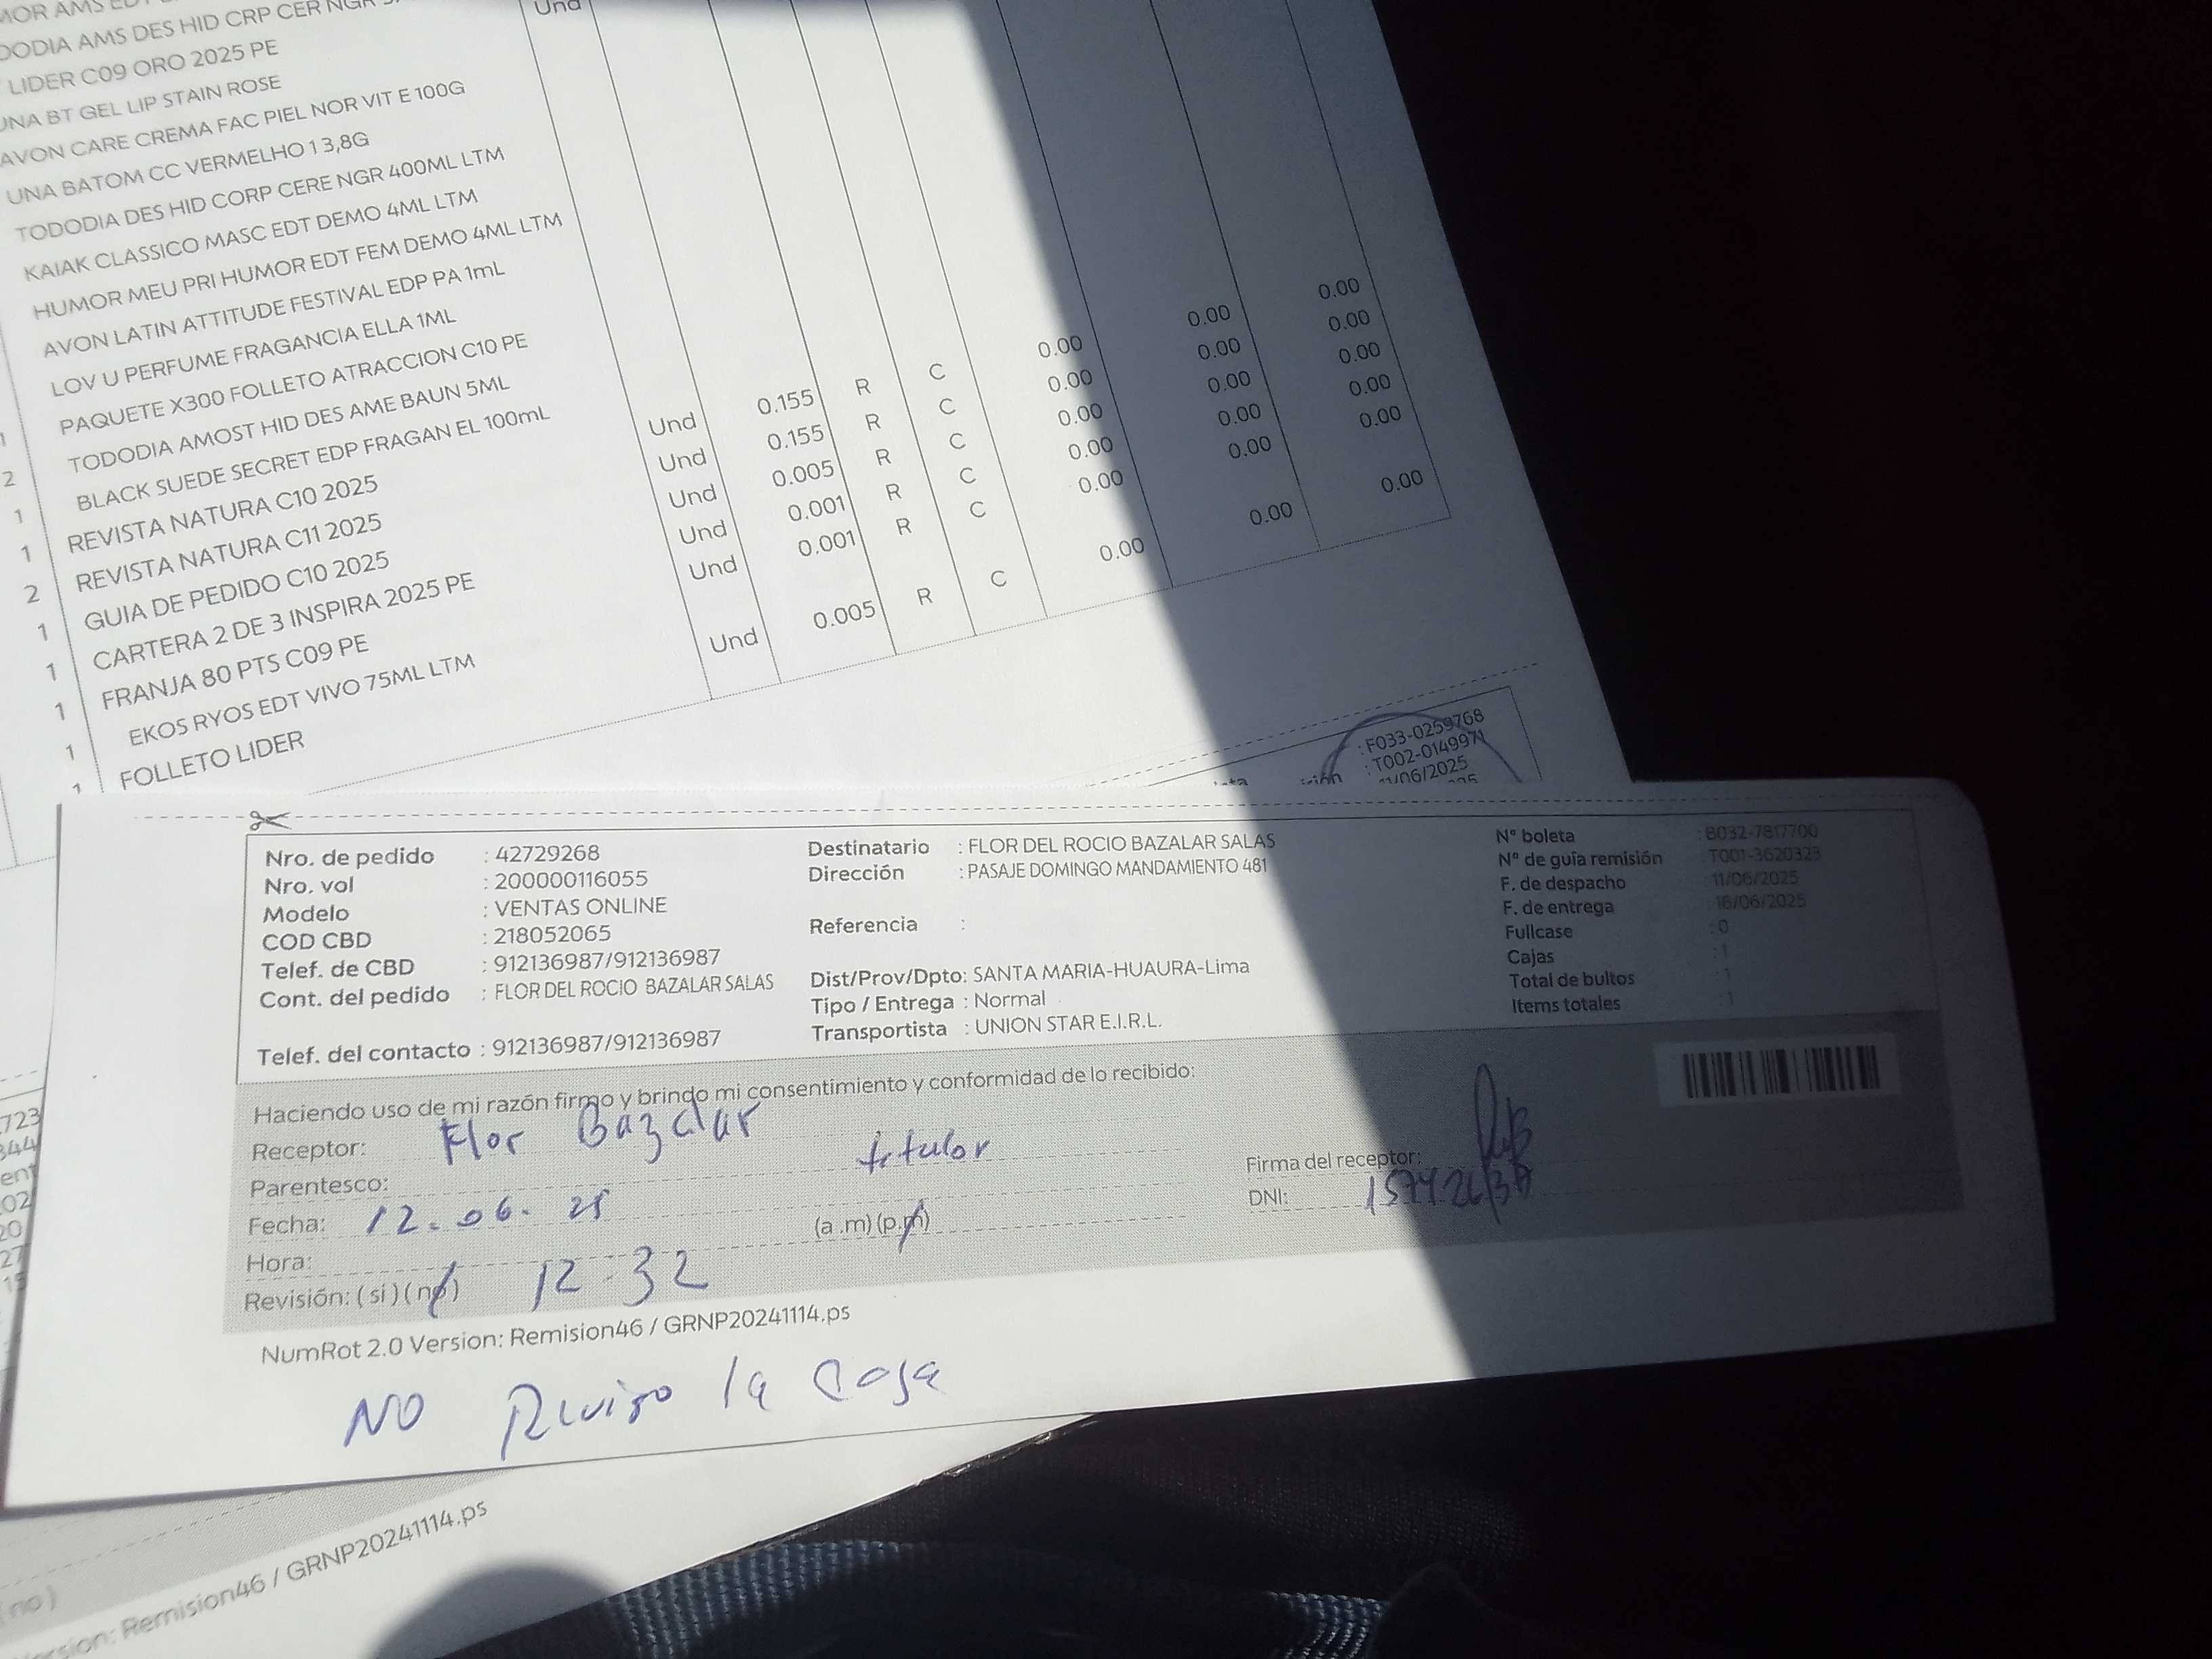 DODIA AMS DES HID CRP CER NGR
LIDER C09 ORO 2025 PE
UNA BT GEL LIP STAIN ROSE
AVON CARE CREMA FAC PIEL NOR VIT E 100G
UNA BATOM CC VERMELHO 1 3,8G
TODODIA DES HID CORP CERE NGR 400ML LTM
KAIAK CLASSICO MASC EDT DEMO 4ML LTM
HUMOR MEU PRI HUMOR EDT FEM DEMO 4ML LTM
AVON LATIN ATTITUDE FESTIVAL EDP PA 1mL
LOV U PERFUME FRAGANCIA ELLA 1ML
PAQUETE X300 FOLLETO ATRACCION C10 PE
TODODIA AMOST HID DES AME BAUN 5ML
BLACK SUEDE SECRET EDP FRAGAN EL 100mL
REVISTA NATURA C10 2025 Und 0.155 R C 0.00 0.00 0.00
REVISTA NATURA C11 2025 Und 0.155 R C 0.00 0.00 0.00
GUIA DE PEDIDO C10 2025 Und 0.005 R C 0.00 0.00 0.00
CARTERA 2 DE 3 INSPIRA 2025 PE Und 0.001 R C 0.00 0.00 0.00
FRANJA 80 PTS C09 PE Und 0.001 R C 0.00 0.00 0.00
EKOS RYOS EDT VIVO 75ML LTM
FOLLETO LIDER Und 0.005 R C 0.00 0.00 0.00
: F033-0259768
: T002-0149971
11/06/2025
Nro. de pedido : 42729268 Destinatario : FLOR DEL ROCIO BAZALAR SALAS N° boleta : B032-7817700
Nro. vol : 200000116055 Dirección : PASAJE DOMINGO MANDAMIENTO 481 N° de guía remisión : T001-3620323
Modelo : VENTAS ONLINE F. de despacho : 11/06/2025
COD CBD : 218052065 Referencia : F. de entrega : 16/06/2025
Telef. de CBD : 912136987/912136987 Fullcase : 0
Cont. del pedido : FLOR DEL ROCIO BAZALAR SALAS Dist/Prov/Dpto: SANTA MARIA-HUAURA-Lima Cajas : 1
Tipo / Entrega : Normal Total de bultos : 1
Telef. del contacto : 912136987/912136987 Transportista : UNION STAR E.I.R.L. Items totales : 1
Haciendo uso de mi razón firmo y brindo mi consentimiento y conformidad de lo recibido:
Receptor: Flor Bazalar
Parentesco: titular Firma del receptor:
Fecha: 12.06.25 DNI:
Hora: 12.32 (a.m) (p.m)
Revisión: ( si ) ( no )
NumRot 2.0 Version: Remision46 / GRNP20241114.ps
NO Reviso la Caja
( no )
Version: Remision46 / GRNP20241114.ps